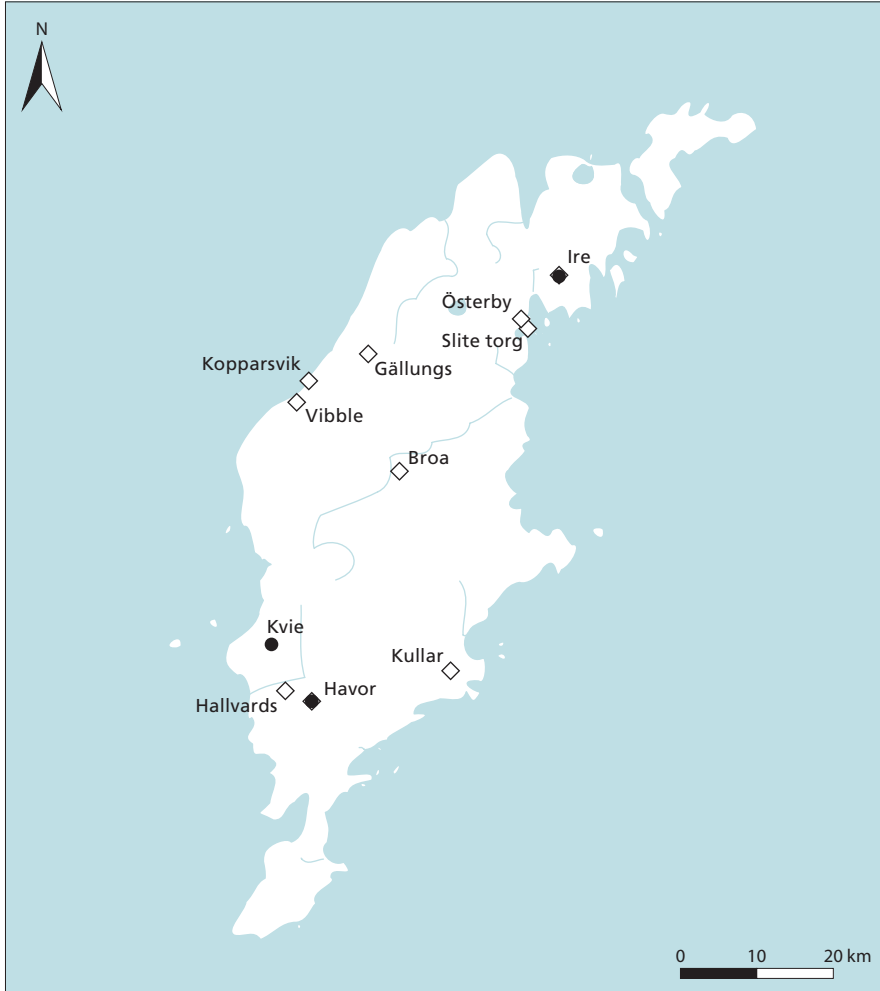 N
Ire
Österby
Slite torg
Gällungs
Kopparsvik
Vibble
Broa
Kvie
Kullar
Havor
Hallvards
0 10 20 km